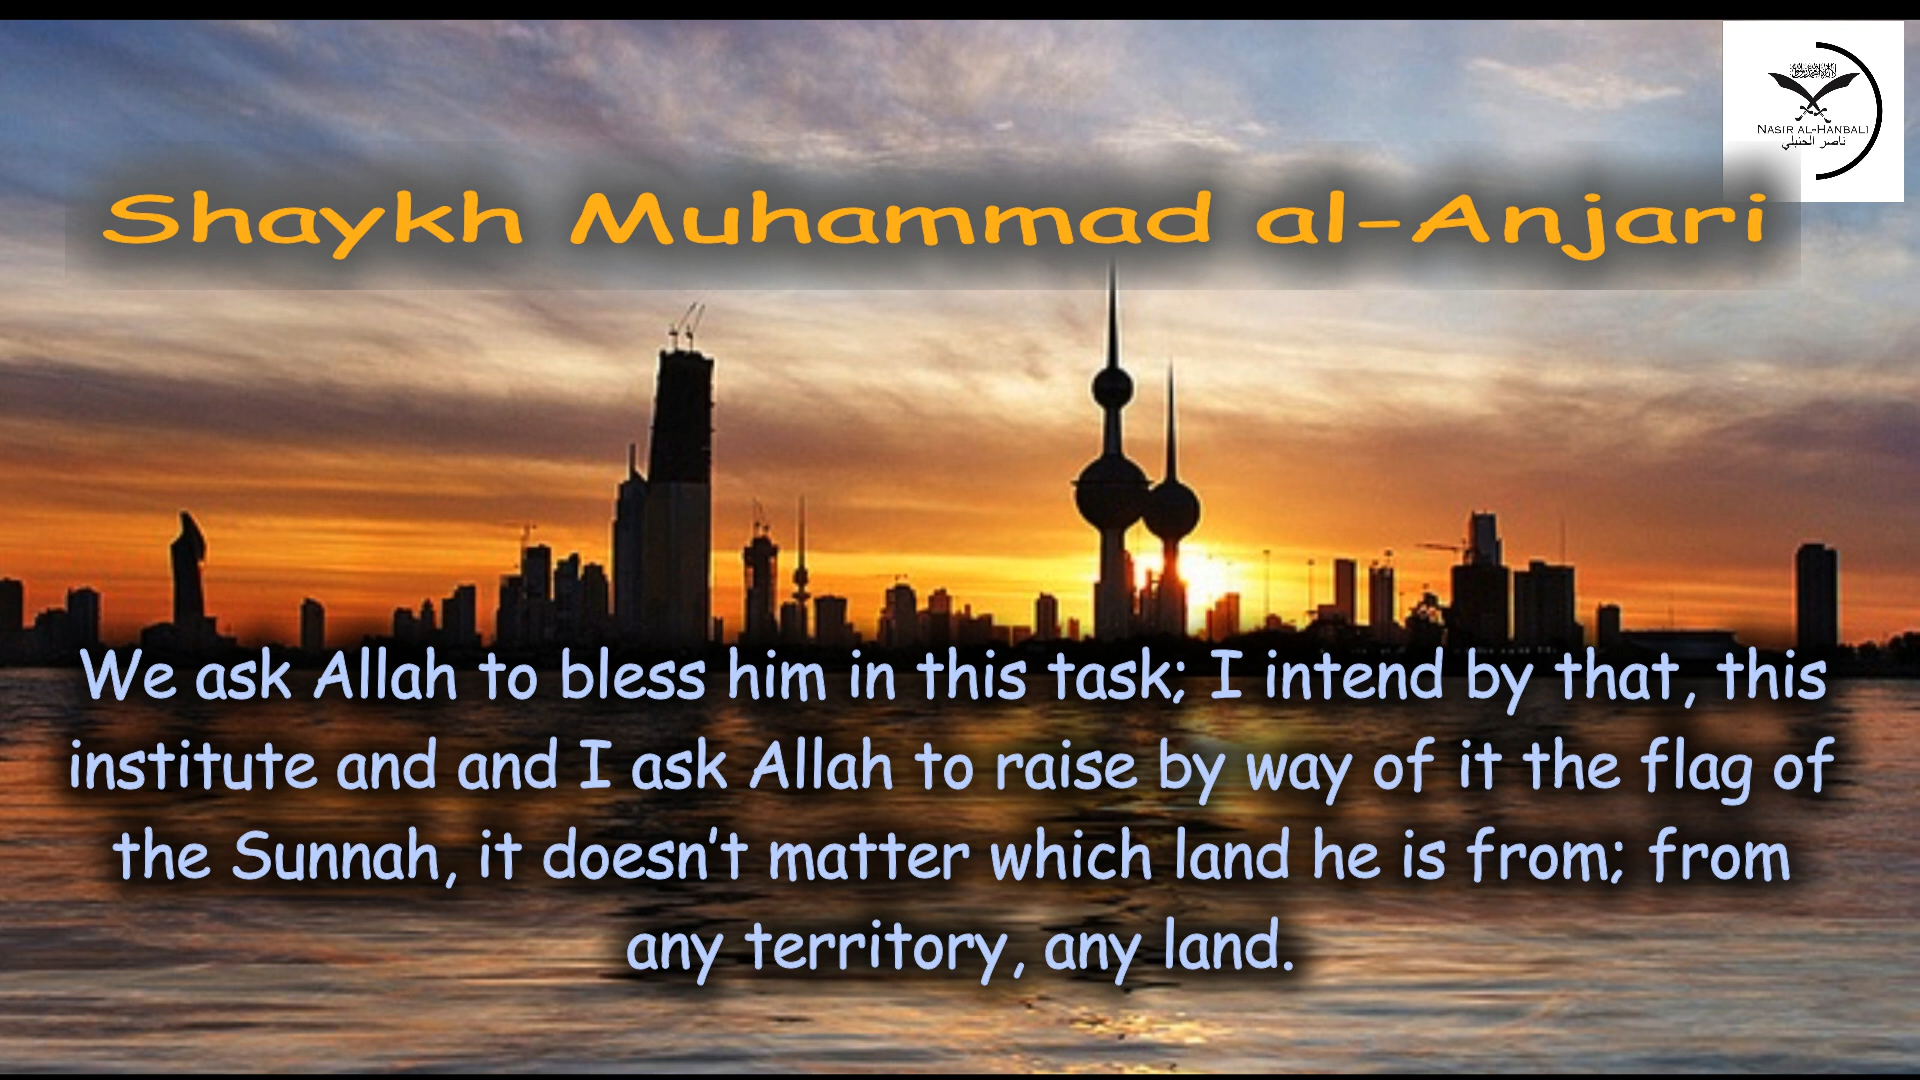 NASIR AL-HANBALI
ناصر الحنبلي
Shaykh Muhammad al-Anjari
We ask Allah to bless him in this task; I intend by that, this
institute and and I ask Allah to raise by way of it the flag of
the Sunnah, it doesn’t matter which land he is from; from
any territory, any land.